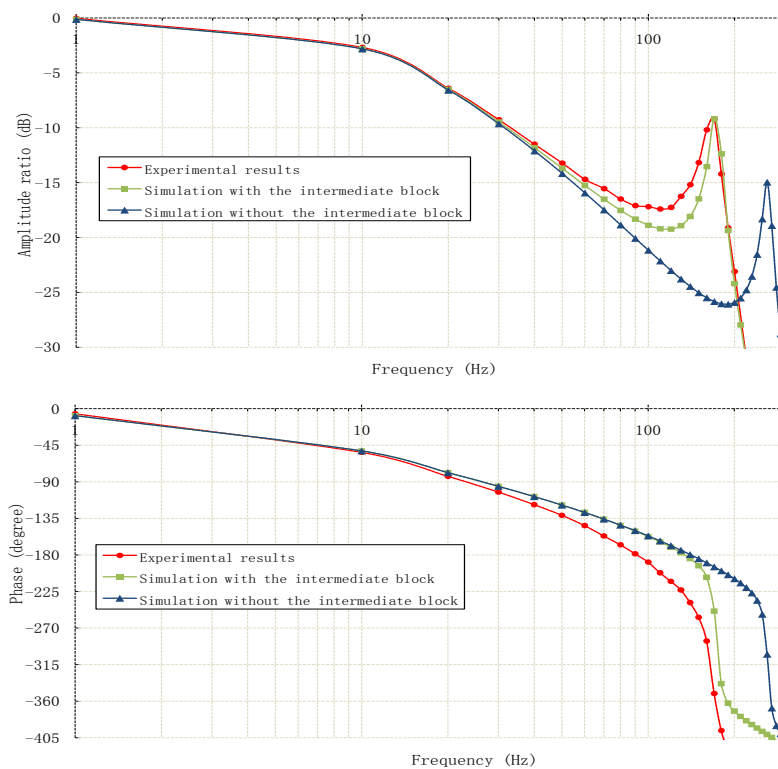 0
10
100
-5
-10
-15
-20
-25
-30
Amplitude ratio (dB)
Experimental results
Simulation with the intermediate block
Simulation without the intermediate block
Frequency (Hz)
0
1
10
100
-45
-90
-135
-180
-225
-270
-315
-360
-405
Phase (degree)
Experimental results
Simulation with the intermediate block
Simulation without the intermediate block
Frequency (Hz)